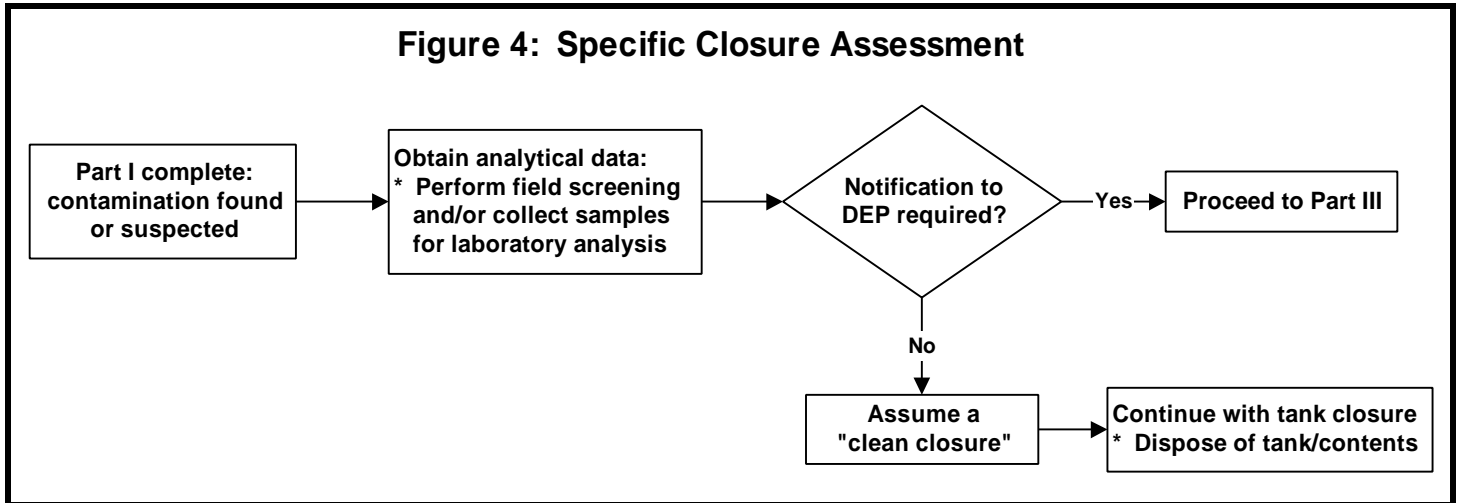 Figure 4: Specific Closure Assessment
Part I complete:
contamination found
or suspected
Obtain analytical data:
* Perform field screening
and/or collect samples
for laboratory analysis
Notification to
DEP required?
Yes
Proceed to Part III
No
Assume a
"clean closure"
Continue with tank closure
* Dispose of tank/contents